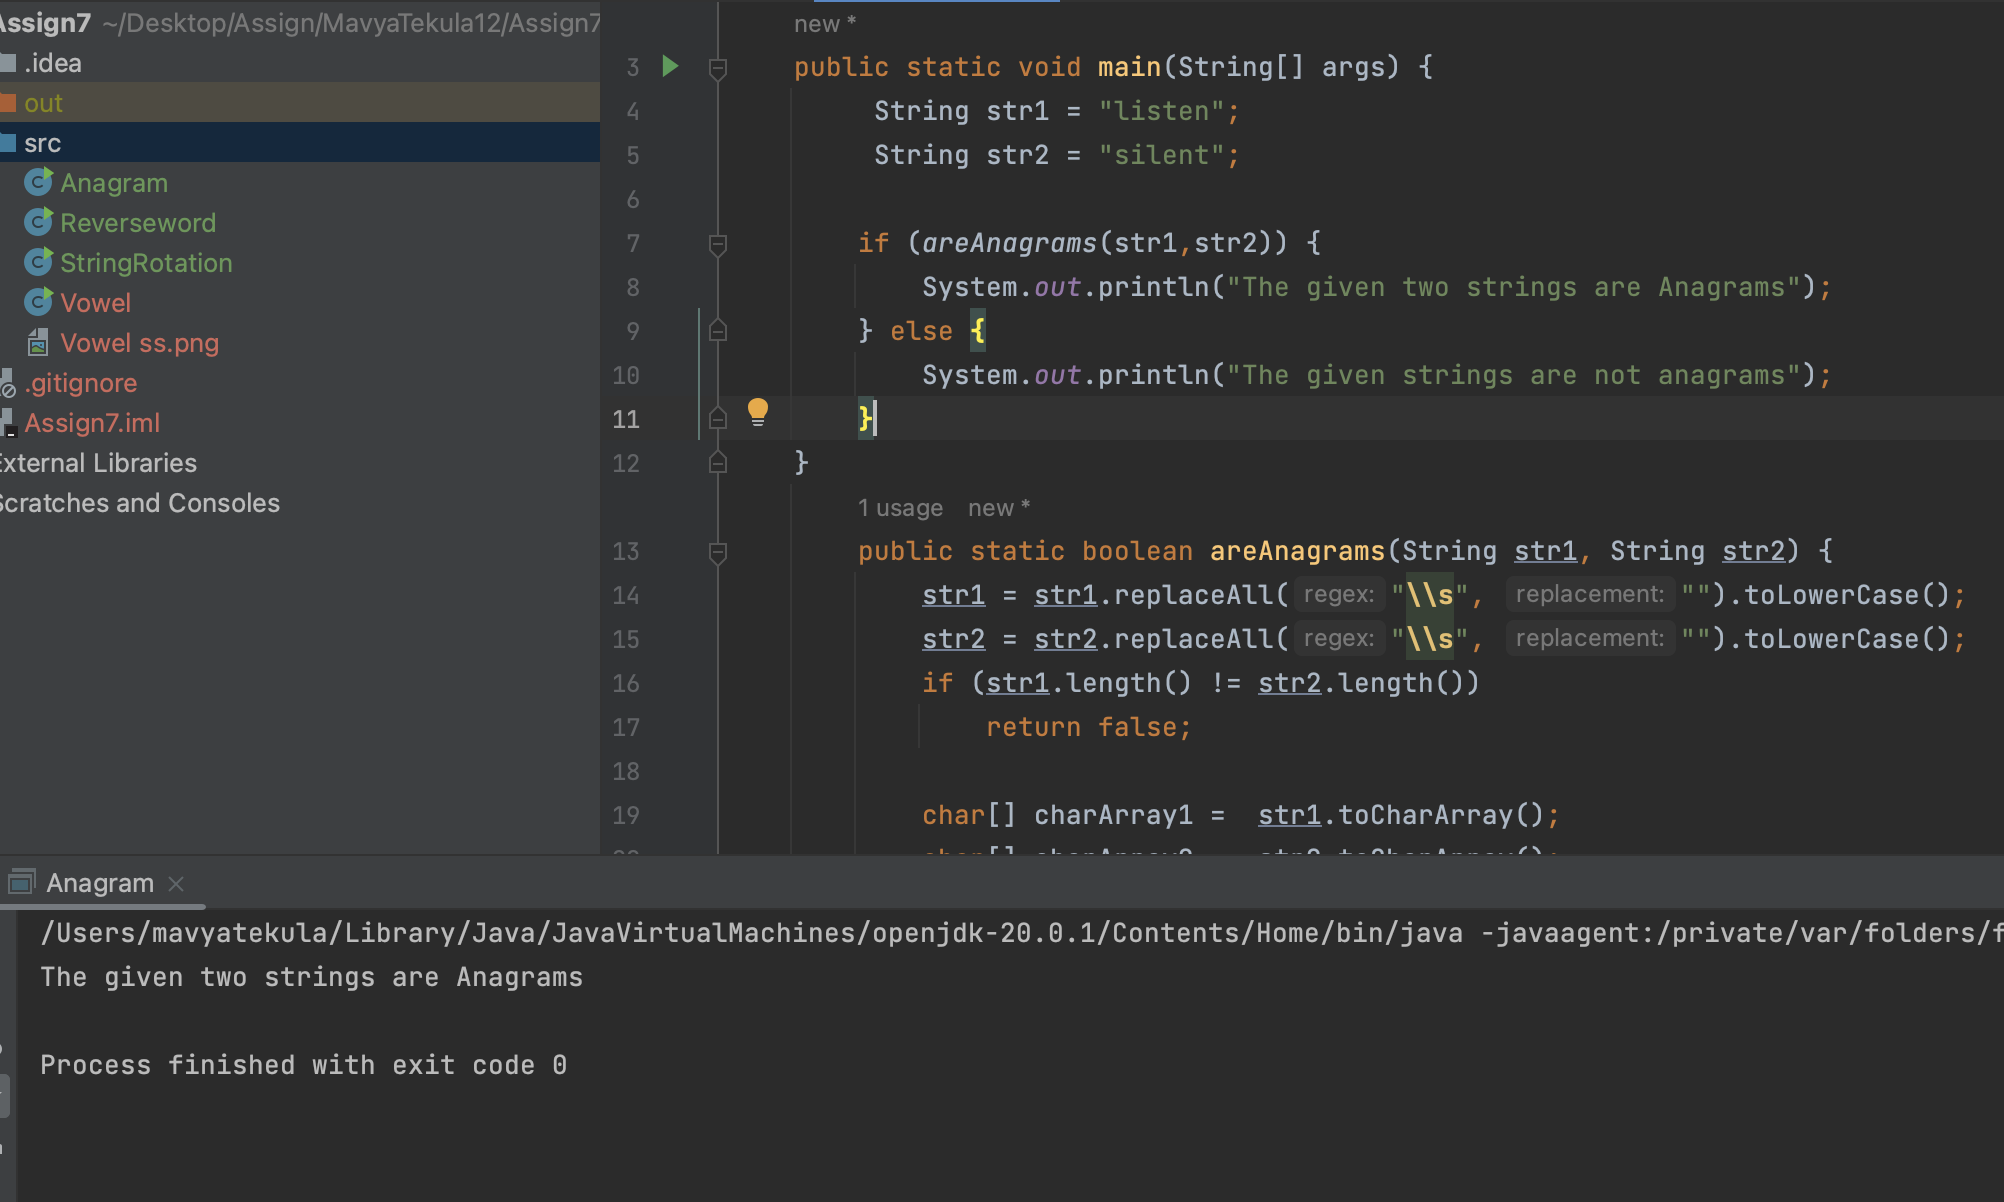 Assign7 ~/Desktop/Assign/MavyaTekula12/Assign7
.idea
out
src
Anagram
Reverseword
StringRotation
Vowel
Vowel ss.png
.gitignore
Assign7.iml
External Libraries
Scratches and Consoles
new *
3 public static void main(String[] args) {
4 String str1 = "listen";
5 String str2 = "silent";
6
7 if (areAnagrams(str1,str2)) {
8 System.out.println("The given two strings are Anagrams");
9 } else {
10 System.out.println("The given strings are not anagrams");
11 }
12 }
1 usage new *
13 public static boolean areAnagrams(String str1, String str2) {
14 str1 = str1.replaceAll( regex: "\\s", replacement: "").toLowerCase();
15 str2 = str2.replaceAll( regex: "\\s", replacement: "").toLowerCase();
16 if (str1.length() != str2.length())
17 return false;
18
19 char[] charArray1 = str1.toCharArray();
Anagram
/Users/mavyatekula/Library/Java/JavaVirtualMachines/openjdk-20.0.1/Contents/Home/bin/java -javaagent:/private/var/folders/f
The given two strings are Anagrams
Process finished with exit code 0